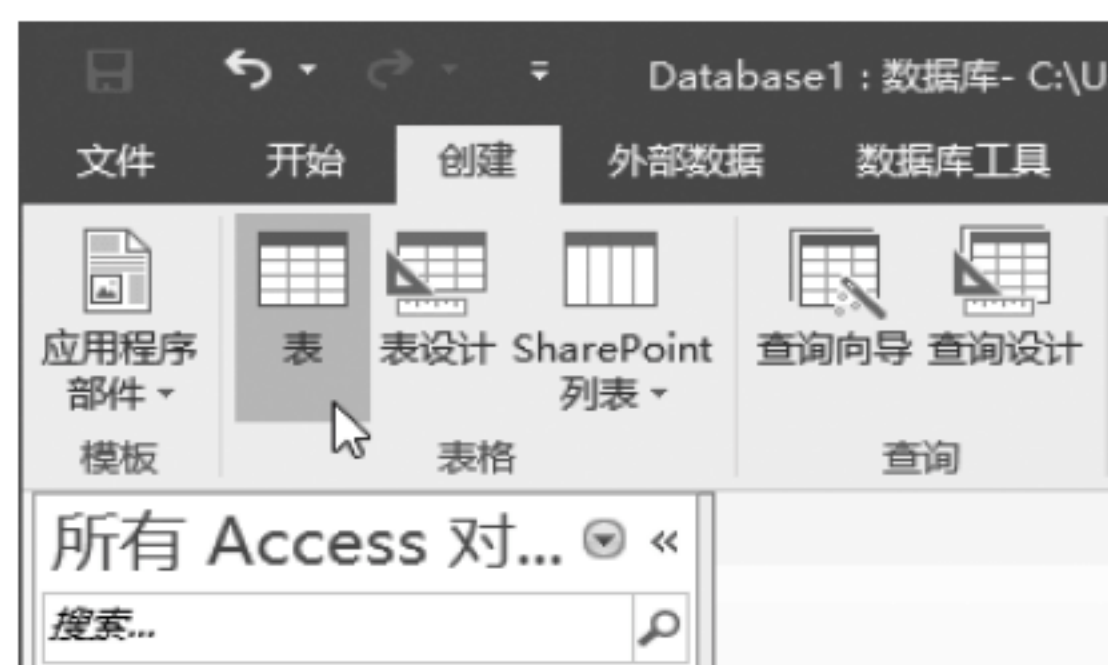 Database1 : 数据库- C:\U
文件 开始 创建 外部数据 数据库工具
应用程序 表 表设计 SharePoint 查询向导 查询设计
部件 列表
模板 表格 查询
所有 Access 对... «
搜索...